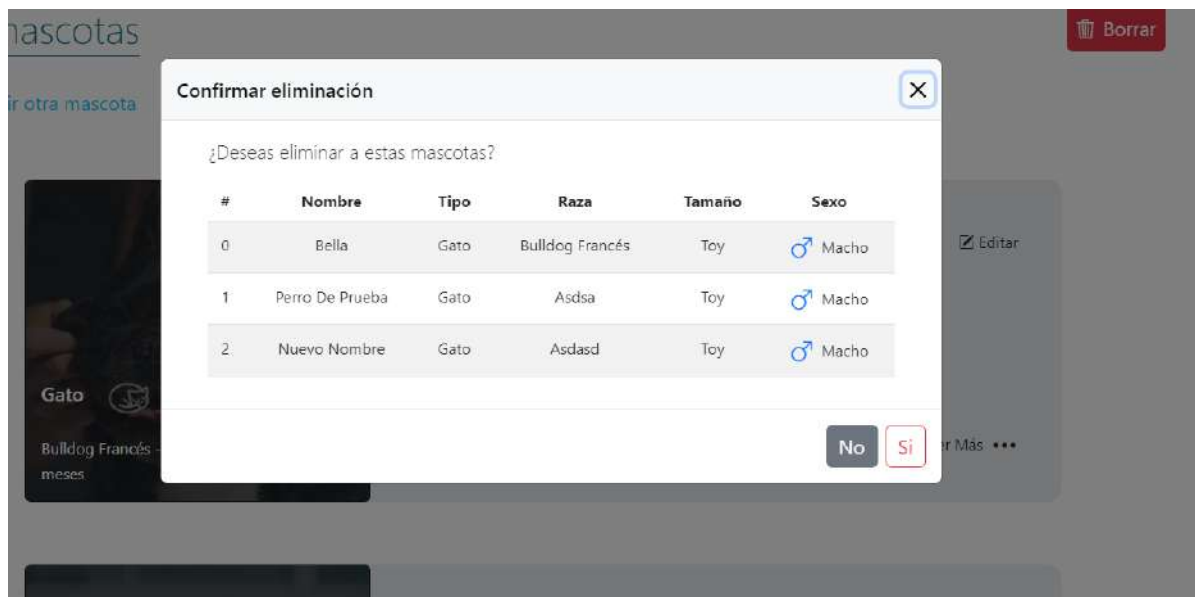 mascotas
Borrar
ir otra mascota
Confirmar eliminación
¿Deseas eliminar a estas mascotas?
# Nombre Tipo Raza Tamaño Sexo
0 Bella Gato Bulldog Francés Toy Macho
1 Perro De Prueba Gato Asdsa Toy Macho
2 Nuevo Nombre Gato Asdasd Toy Macho
No Si
Editar
Gato
Bulldog Francés -
meses
er Más •••